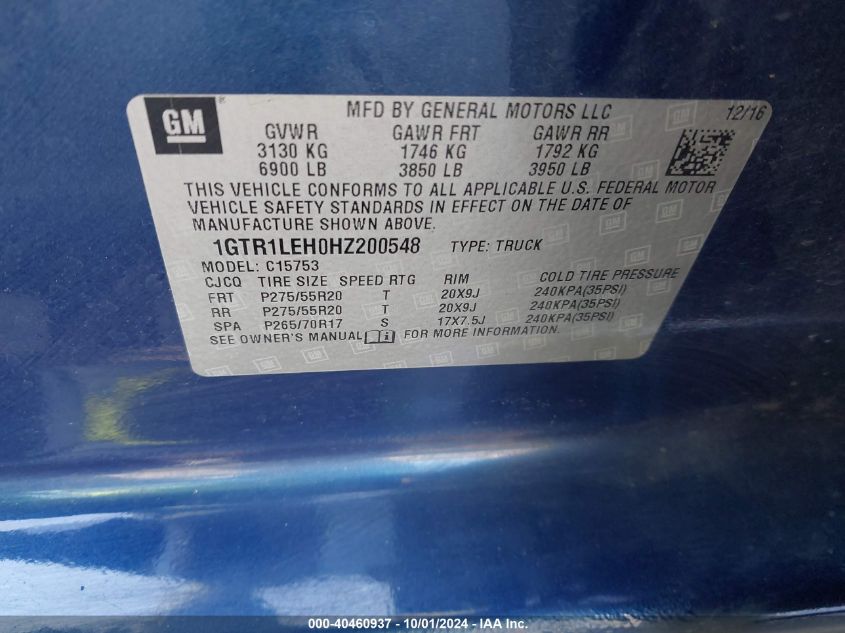 GM
MFD BY GENERAL MOTORS LLC 12/16
GVWR GAWR FRT GAWR RR
3130 KG 1746 KG 1792 KG
6900 LB 3850 LB 3950 LB
THIS VEHICLE CONFORMS TO ALL APPLICABLE U.S. FEDERAL MOTOR
VEHICLE SAFETY STANDARDS IN EFFECT ON THE DATE OF
MANUFACTURE SHOWN ABOVE.
1GTR1LEH0HZ200548 TYPE: TRUCK
MODEL: C15753
CJCQ TIRE SIZE SPEED RTG RIM COLD TIRE PRESSURE
FRT P275/55R20 T 20X9J 240KPA(35PSI)
RR P275/55R20 T 20X9J 240KPA(35PSI)
SPA P265/70R17 S 17X7.5J 240KPA(35PSI)
SEE OWNER'S MANUAL FOR MORE INFORMATION.
000-40460937 - 10/01/2024 - IAA Inc.